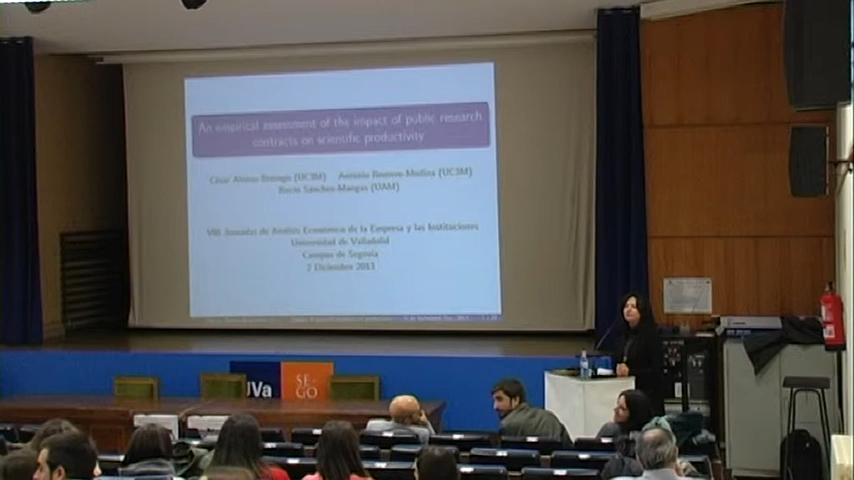 An empirical assessment of the impact of public research
contracts on scientific productivity
César Alonso-Borrego (UC3M) Antonio Romero-Medina (UC3M)
Rocío Sánchez-Mangas (UAM)
VIII Jornadas de Análisis Económico de la Empresa y las Instituciones
Universidad de Valladolid
Campus de Segovia
2 Diciembre 2013
UVa
SE-
GO